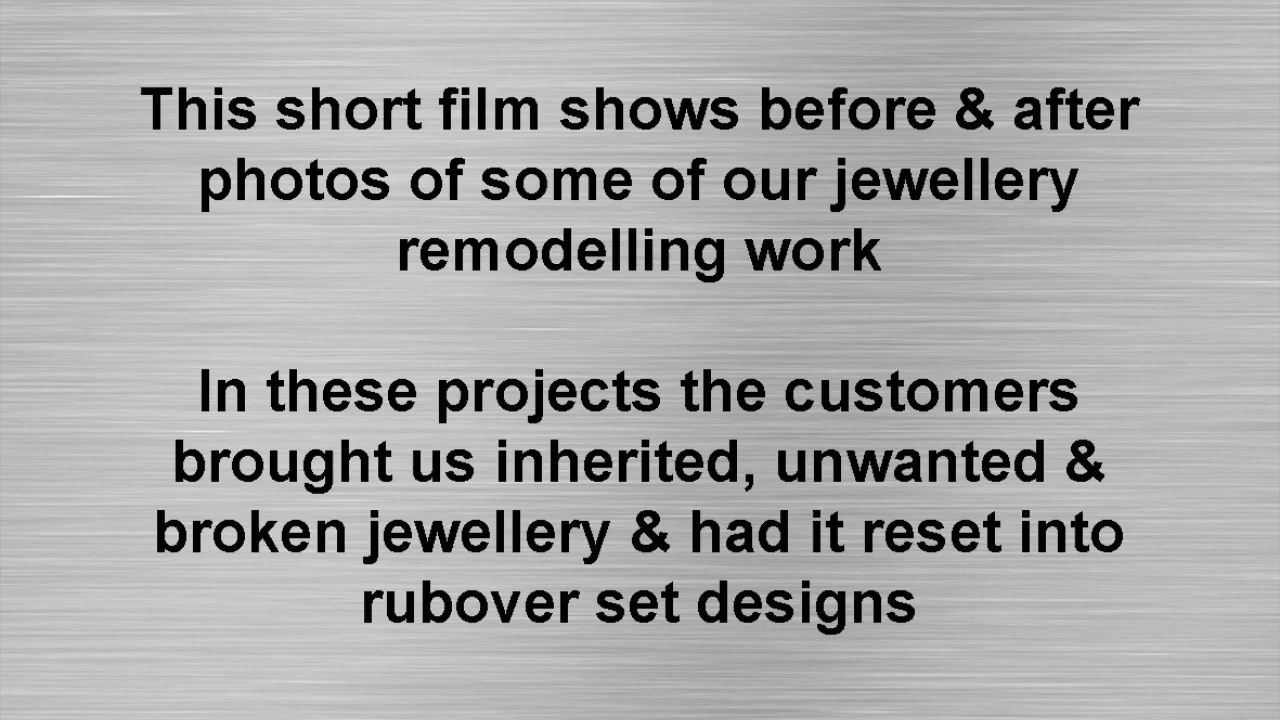 This short film shows before & after
photos of some of our jewellery
remodelling work
In these projects the customers
brought us inherited, unwanted &
broken jewellery & had it reset into
rubover set designs